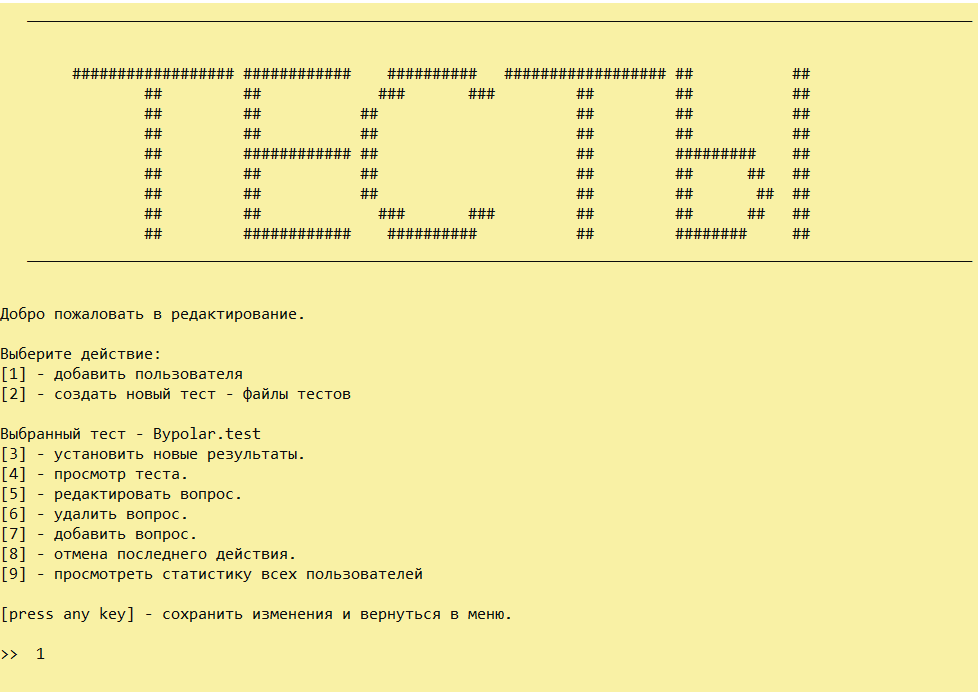 ТЕСТЫ
Добро пожаловать в редактирование.
Выберите действие:
[1] - добавить пользователя
[2] - создать новый тест - файлы тестов
Выбранный тест - Bypolar.test
[3] - установить новые результаты.
[4] - просмотр теста.
[5] - редактировать вопрос.
[6] - удалить вопрос.
[7] - добавить вопрос.
[8] - отмена последнего действия.
[9] - просмотреть статистику всех пользователей
[press any key] - сохранить изменения и вернуться в меню.
>>  1